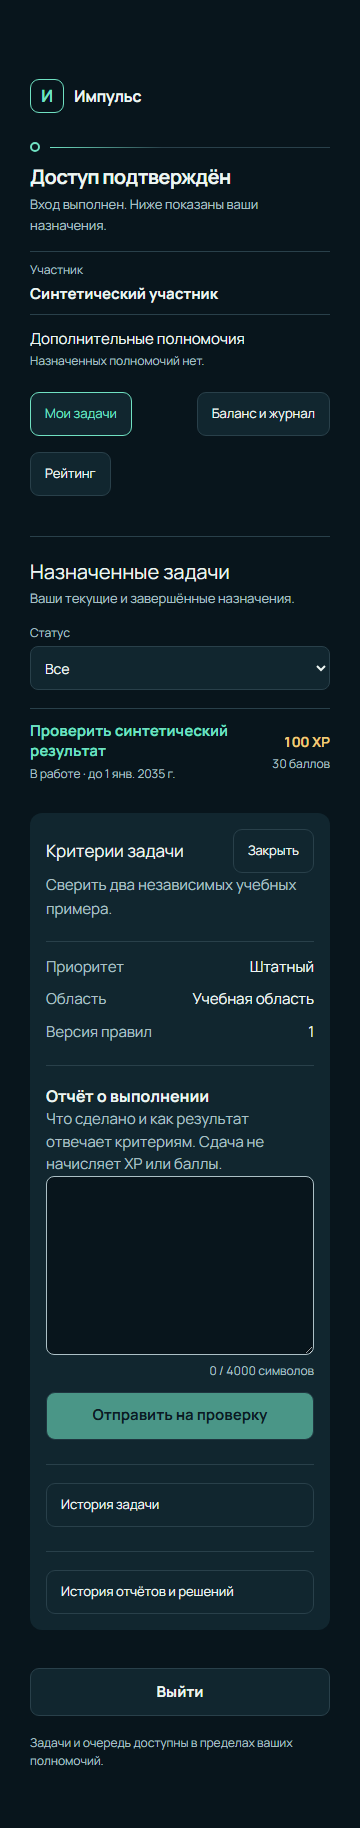 И Импульс
Доступ подтверждён
Вход выполнен. Ниже показаны ваши
назначения.
Участник
Синтетический участник
Дополнительные полномочия
Назначенных полномочий нет.
Мои задачи
Баланс и журнал
Рейтинг
Назначенные задачи
Ваши текущие и завершённые назначения.
Статус
Все
Проверить синтетический
результат
В работе · до 1 янв. 2035 г.
100 XP
30 баллов
Критерии задачи
Закрыть
Сверить два независимых учебных
примера.
Приоритет Штатный
Область Учебная область
Версия правил 1
Отчёт о выполнении
Что сделано и как результат
отвечает критериям. Сдача не
начисляет XP или баллы.
0 / 4000 символов
Отправить на проверку
История задачи
История отчётов и решений
Выйти
Задачи и очередь доступны в пределах ваших
полномочий.